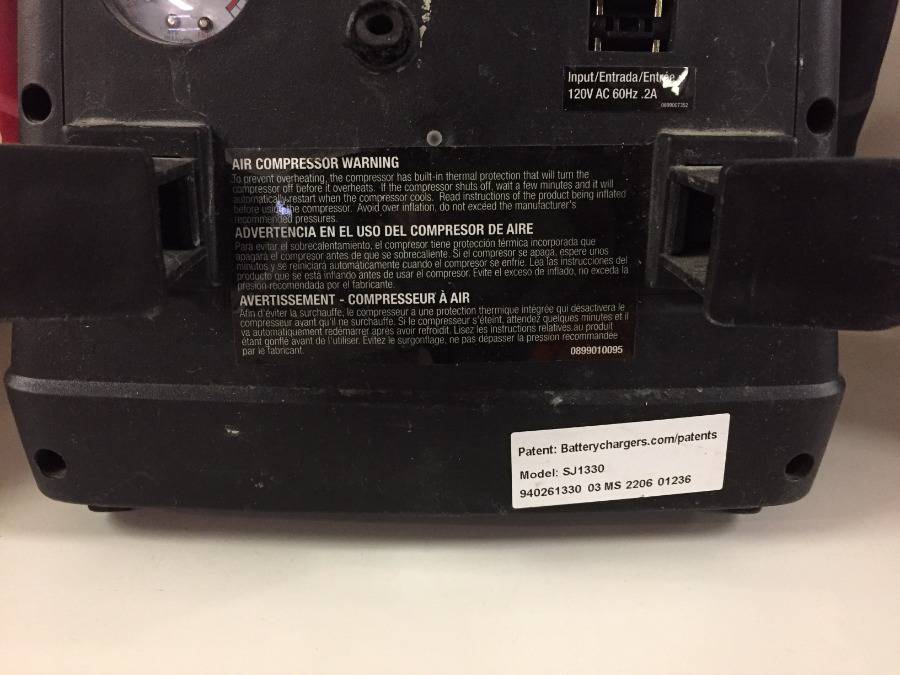 Input/Entrada/Entrée
120V AC 60Hz .2A
0899007352
AIR COMPRESSOR WARNING
To prevent overheating, the compressor has built-in thermal protection that will turn the
compressor off before it overheats. If the compressor shuts off, wait a few minutes and it will
automatically restart when the compressor cools. Read instructions of the product being inflated
before using the compressor. Avoid over inflation, do not exceed the manufacturer's
recommended pressures.
ADVERTENCIA EN EL USO DEL COMPRESOR DE AIRE
Para evitar el sobrecalentamiento, el compresor tiene protección térmica incorporada que
apagará el compresor antes de que se sobrecaliente. Si el compresor se apaga, espere unos
minutos y se reiniciará automáticamente cuando el compresor se enfríe. Lea las instrucciones del
producto que se está inflando antes de usar el compresor. Evite el exceso de inflado, no exceda la
presión recomendada por el fabricante.
AVERTISSEMENT - COMPRESSEUR À AIR
Afin d'éviter la surchauffe, le compresseur a une protection thermique intégrée qui désactivera le
compresseur avant qu'il ne surchauffe. Si le compresseur s'éteint, attendez quelques minutes et il
va automatiquement redémarrer après avoir refroidit. Lisez les instructions relatives au produit
étant gonflé avant de l'utiliser. Évitez le surgonflage, ne pas dépasser la pression recommandée
par le fabricant.
0899010095
Patent: Batterychargers.com/patents
Model: SJ1330
940261330 03 MS 2206 01236